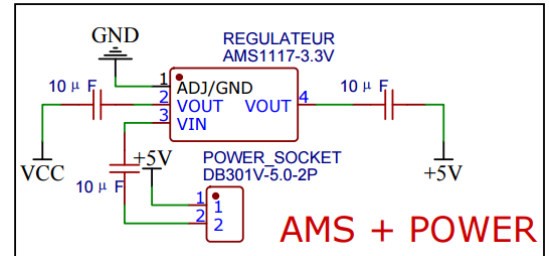 GND
REGULATEUR
AMS1117-3.3V
10 μ F
1
ADJ/GND
2
VOUT
VOUT
4
3
VIN
10 μ F
VCC
+5V
10 μ F
+5V
POWER_SOCKET
DB301V-5.0-2P
1
1
2
2
AMS + POWER